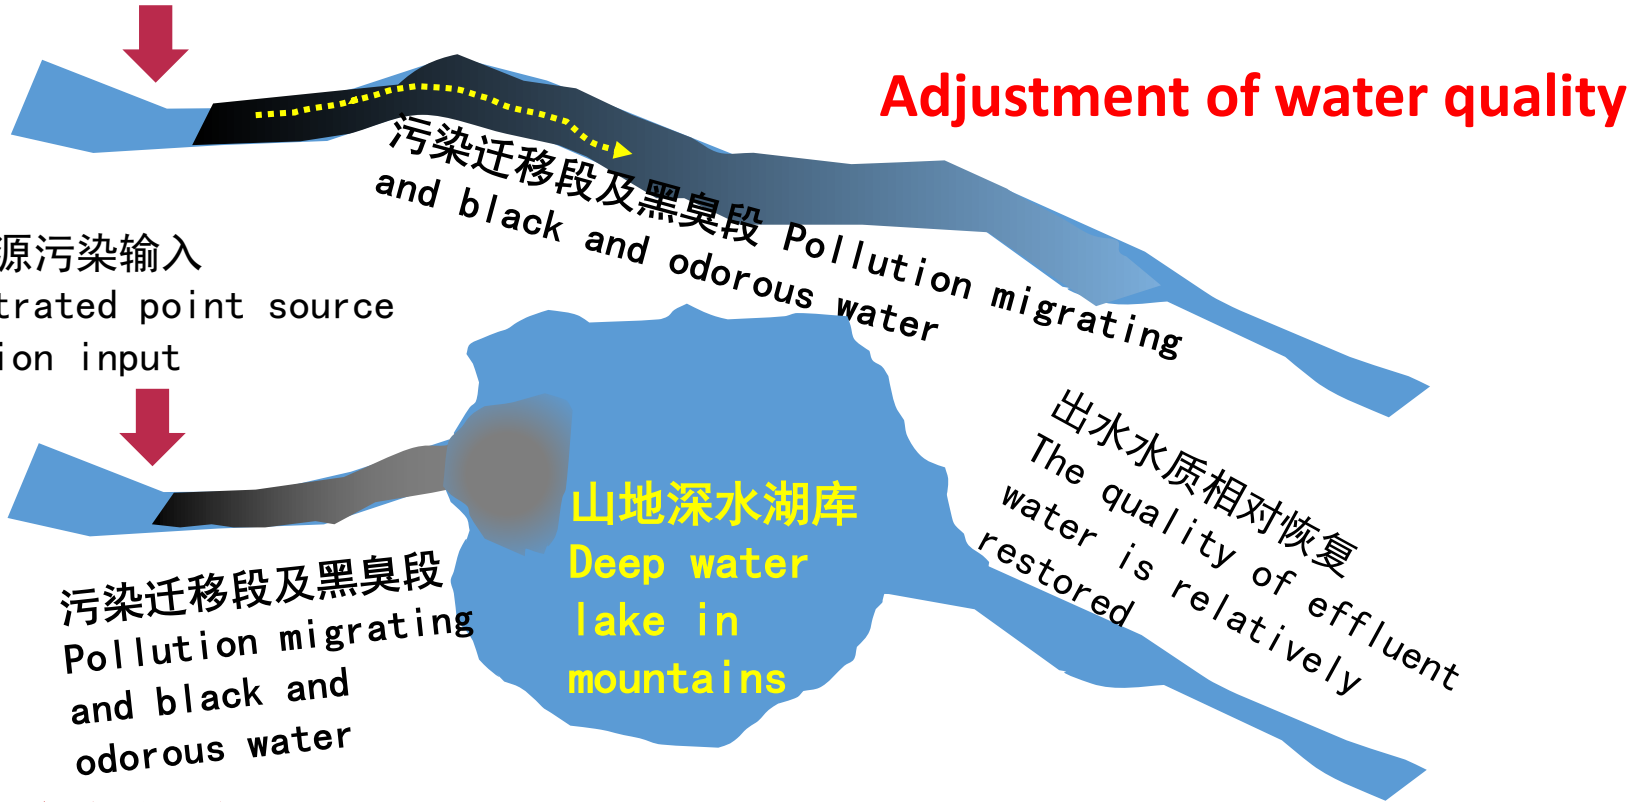 Adjustment of water quality
污染迁移段及黑臭段 Pollution migrating
and black and odorous water
源污染输入
trated point source
ion input
出水水质相对恢复
The quality of effluent
water is relatively
restored
山地深水湖库
Deep water
lake in
mountains
污染迁移段及黑臭段
Pollution migrating
and black and
odorous water